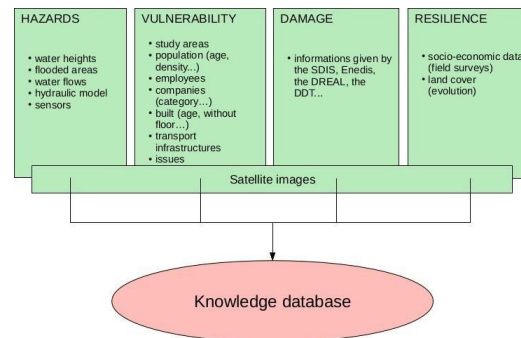 HAZARDS
• water heights
• flooded areas
• water flows
• hydraulic model
• sensors
VULNERABILITY
• study areas
• population (age,
density...)
• employees
• companies
(category...)
• built (age, without
floor...)
• transport
infrastructures
• issues
DAMAGE
• informations given by
the SDIS, Enedis,
the DREAL, the
DDT...
RESILIENCE
• socio-economic data
(field surveys)
• land cover
(evolution)
Satellite images
Knowledge database